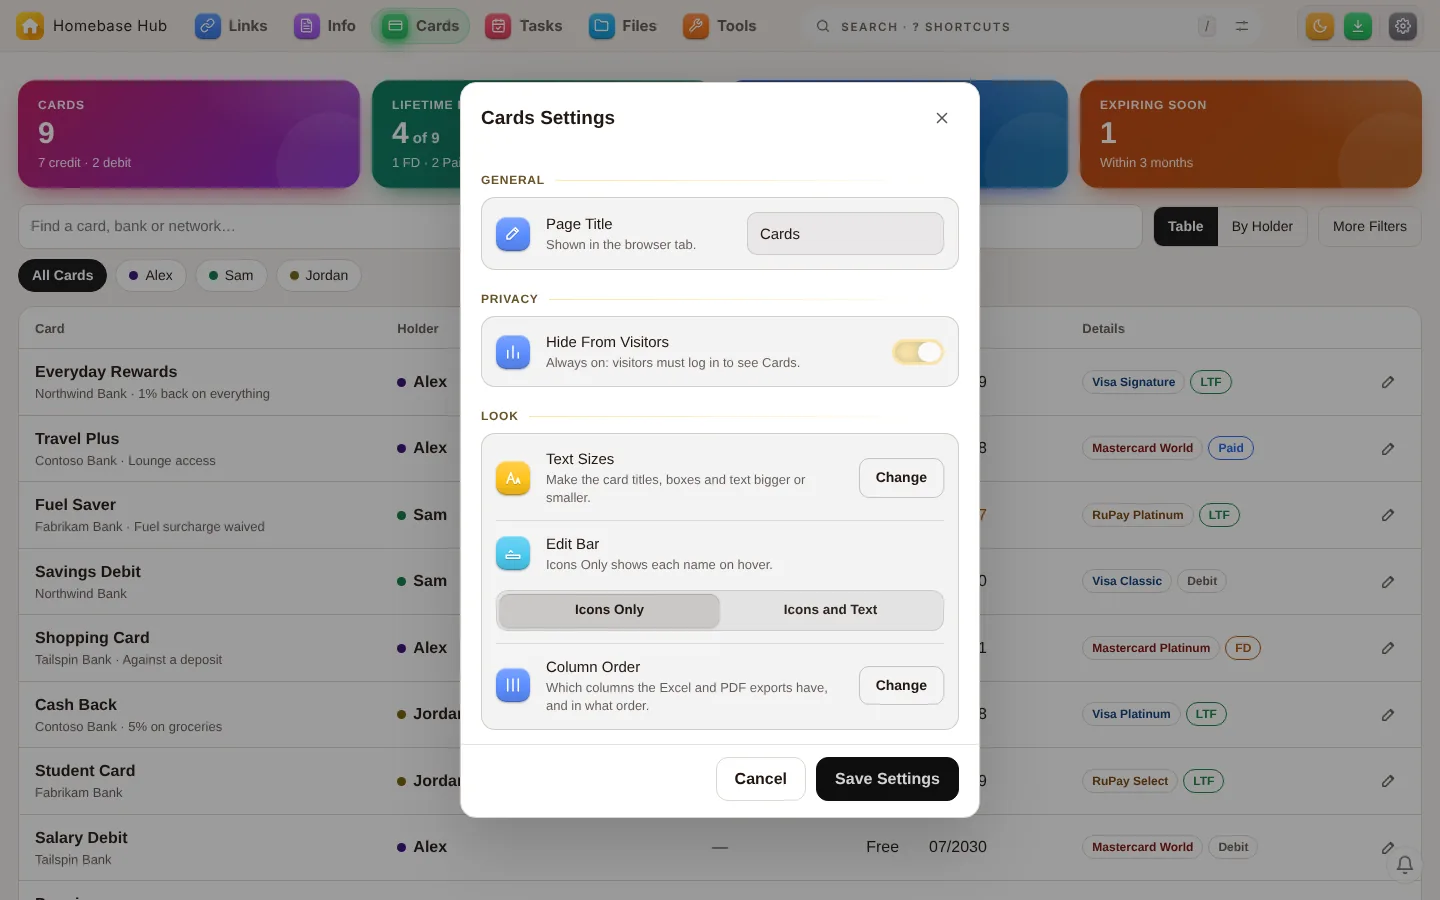 Homebase Hub
Links
Info
Cards
Tasks
Files
Tools
SEARCH · ? SHORTCUTS
/
CARDS
9
7 credit · 2 debit
LIFETIME
4 of 9
1 FD · 2
EXPIRING SOON
1
Within 3 months
Find a card, bank or network…
Table
By Holder
More Filters
All Cards
Alex
Sam
Jordan
Card
Holder
Details
Everyday Rewards
Northwind Bank · 1% back on everything
Alex
9
Visa Signature
LTF
Travel Plus
Contoso Bank · Lounge access
Alex
8
Mastercard World
Paid
Fuel Saver
Fabrikam Bank · Fuel surcharge waived
Sam
7
RuPay Platinum
LTF
Savings Debit
Northwind Bank
Sam
0
Visa Classic
Debit
Shopping Card
Tailspin Bank · Against a deposit
Alex
1
Mastercard Platinum
FD
Cash Back
Contoso Bank · 5% on groceries
Jordan
8
Visa Platinum
LTF
Student Card
Fabrikam Bank
Jordan
9
RuPay Select
LTF
Salary Debit
Tailspin Bank
Alex
—
Free
07/2030
Mastercard World
Debit
Cards Settings
GENERAL
Page Title
Shown in the browser tab.
Cards
PRIVACY
Hide From Visitors
Always on: visitors must log in to see Cards.
LOOK
Text Sizes
Make the card titles, boxes and text bigger or
smaller.
Change
Edit Bar
Icons Only shows each name on hover.
Icons Only
Icons and Text
Column Order
Which columns the Excel and PDF exports have,
and in what order.
Change
Cancel
Save Settings